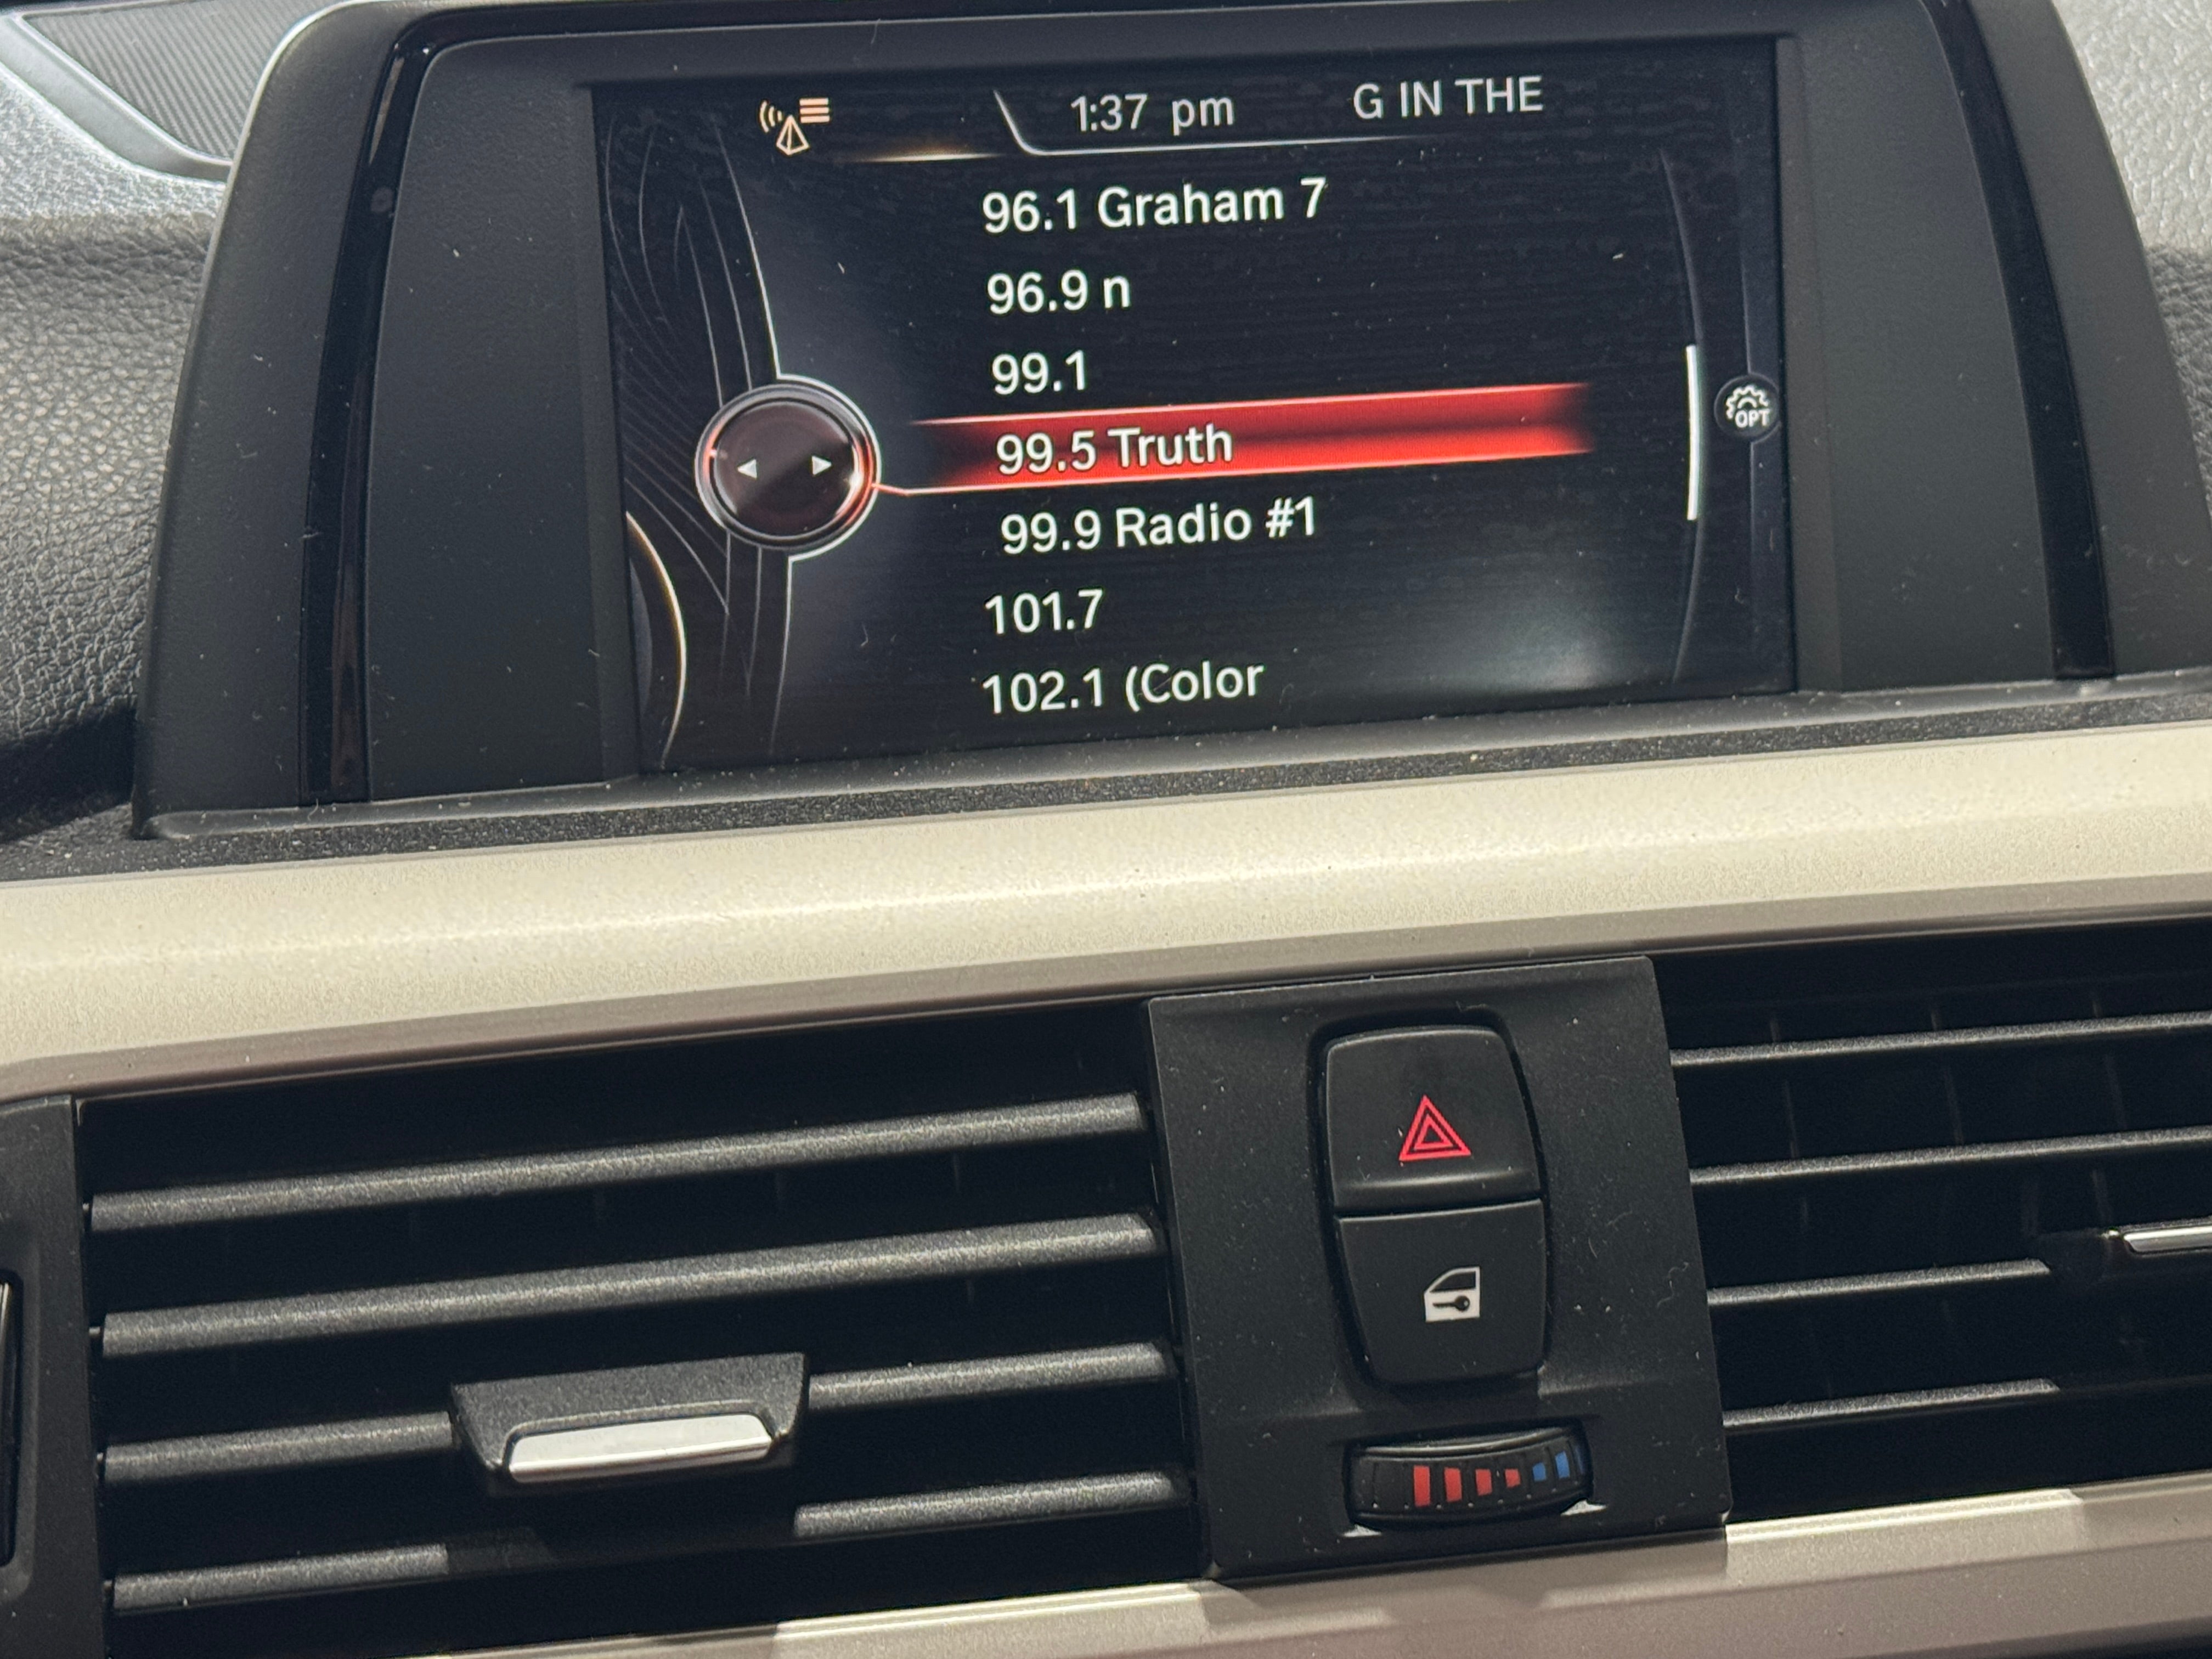 1:37 pm G IN THE
96.1 Graham 7
96.9 n
99.1
99.5 Truth
OPT
99.9 Radio #1
101.7
102.1 (Color